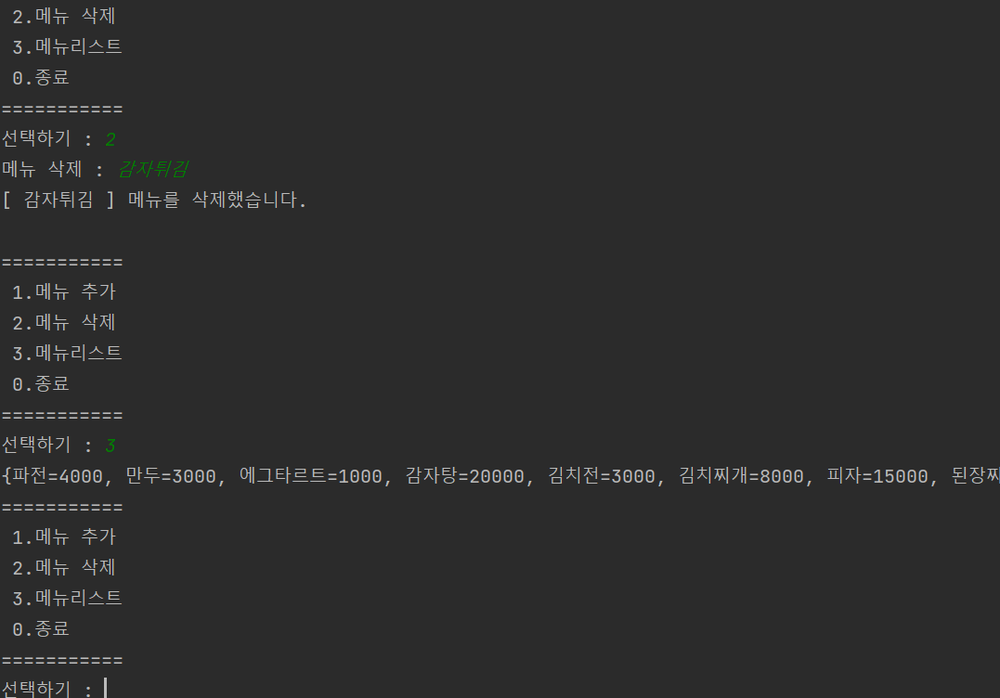 2.메뉴 삭제
3.메뉴리스트
0.종료
===========
선택하기 : 2
메뉴 삭제 : 감자튀김
[ 감자튀김 ] 메뉴를 삭제했습니다.
===========
1.메뉴 추가
2.메뉴 삭제
3.메뉴리스트
0.종료
===========
선택하기 : 3
{파전=4000, 만두=3000, 에그타르트=1000, 감자탕=20000, 김치전=3000, 김치찌개=8000, 피자=15000, 된장찌
===========
1.메뉴 추가
2.메뉴 삭제
3.메뉴리스트
0.종료
===========
선택하기 :